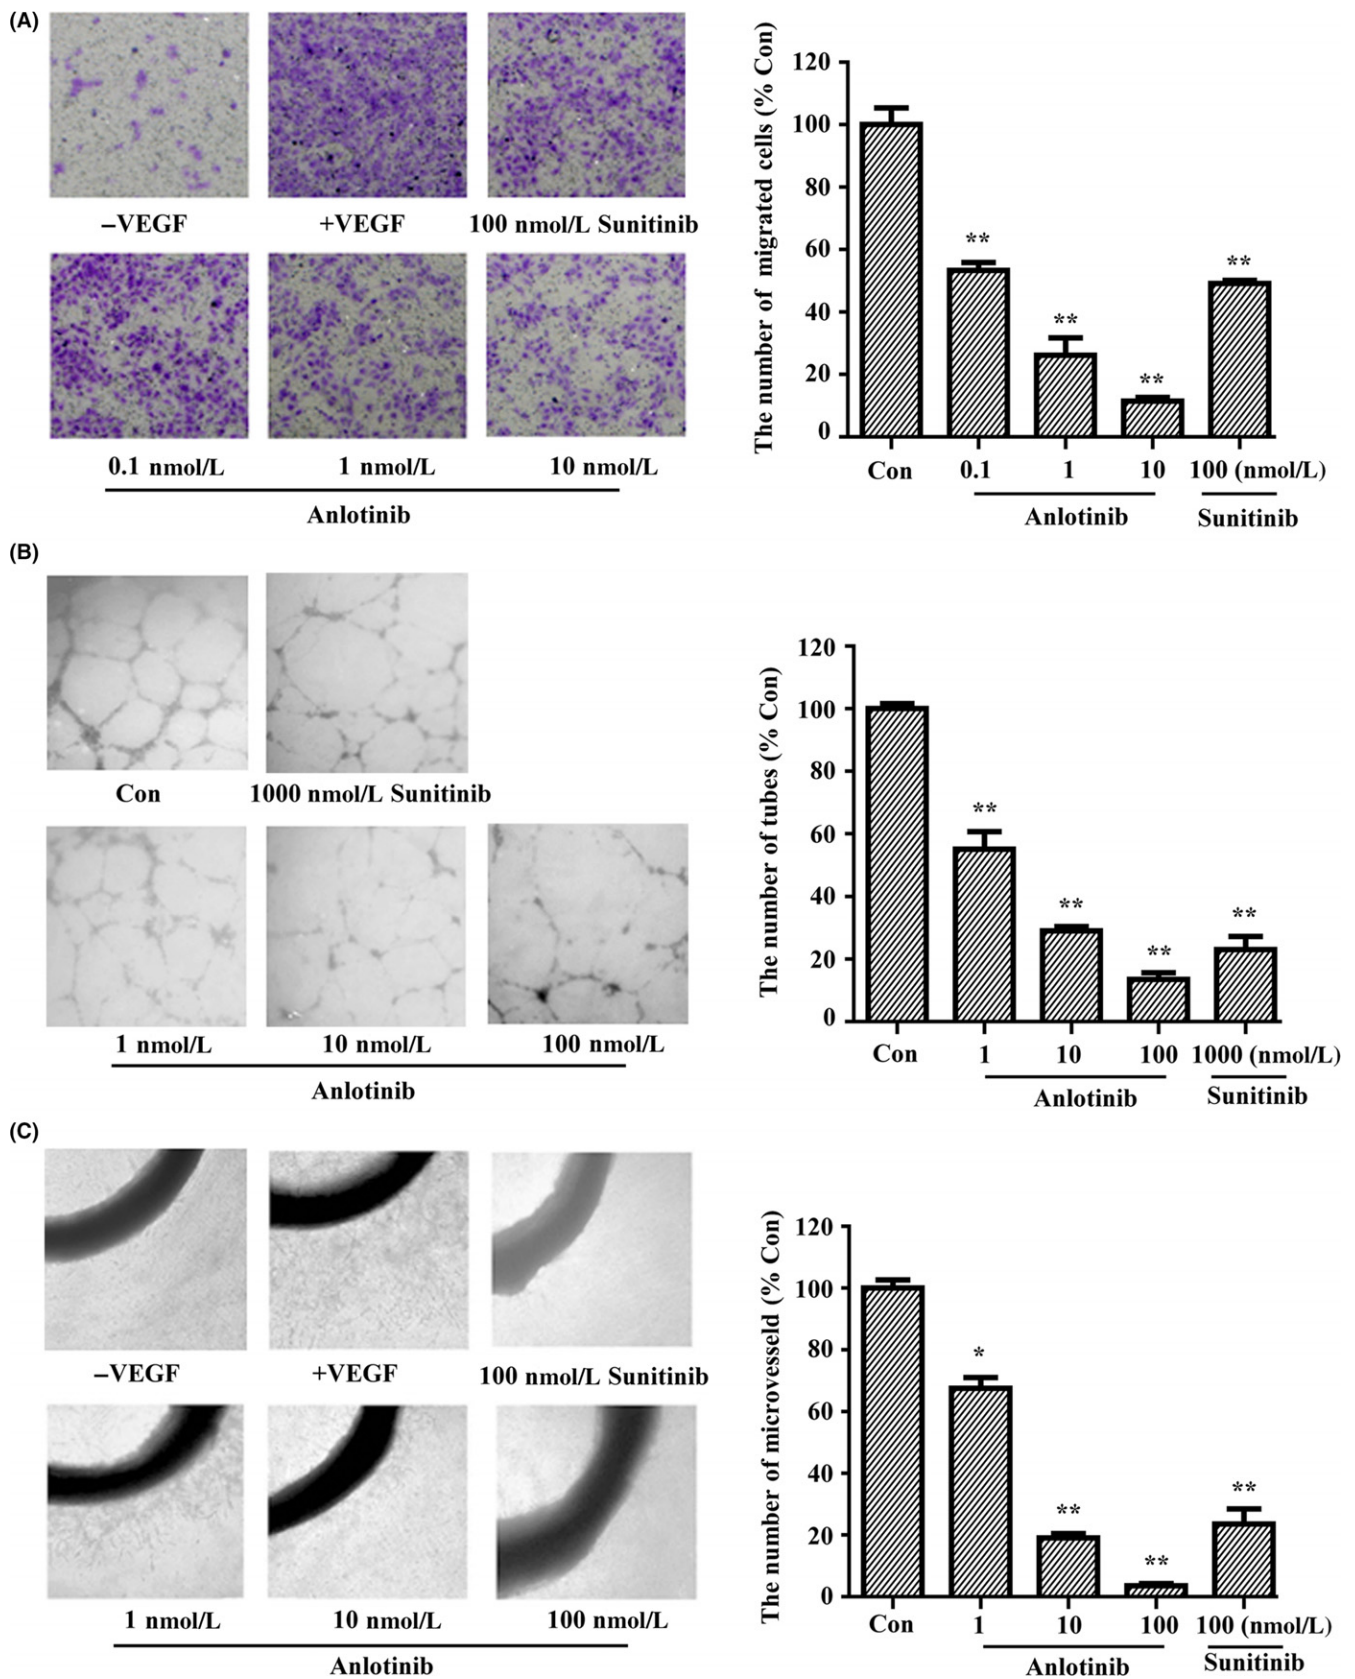 (A)
–VEGF +VEGF 100 nmol/L Sunitinib
0.1 nmol/L 1 nmol/L 10 nmol/L
Anlotinib
The number of migrated cells (% Con)
120
100
80
60
40
20
0
**
**
**
**
Con 0.1 1 10 100 (nmol/L)
Anlotinib Sunitinib
(B)
Con 1000 nmol/L Sunitinib
1 nmol/L 10 nmol/L 100 nmol/L
Anlotinib
The number of tubes (% Con)
120
100
80
60
40
20
0
**
**
**
**
Con 1 10 100 1000 (nmol/L)
Anlotinib Sunitinib
(C)
–VEGF +VEGF 100 nmol/L Sunitinib
1 nmol/L 10 nmol/L 100 nmol/L
Anlotinib
The number of microvesseld (% Con)
120
100
80
60
40
20
0
*
**
**
**
Con 1 10 100 100 (nmol/L)
Anlotinib Sunitinib